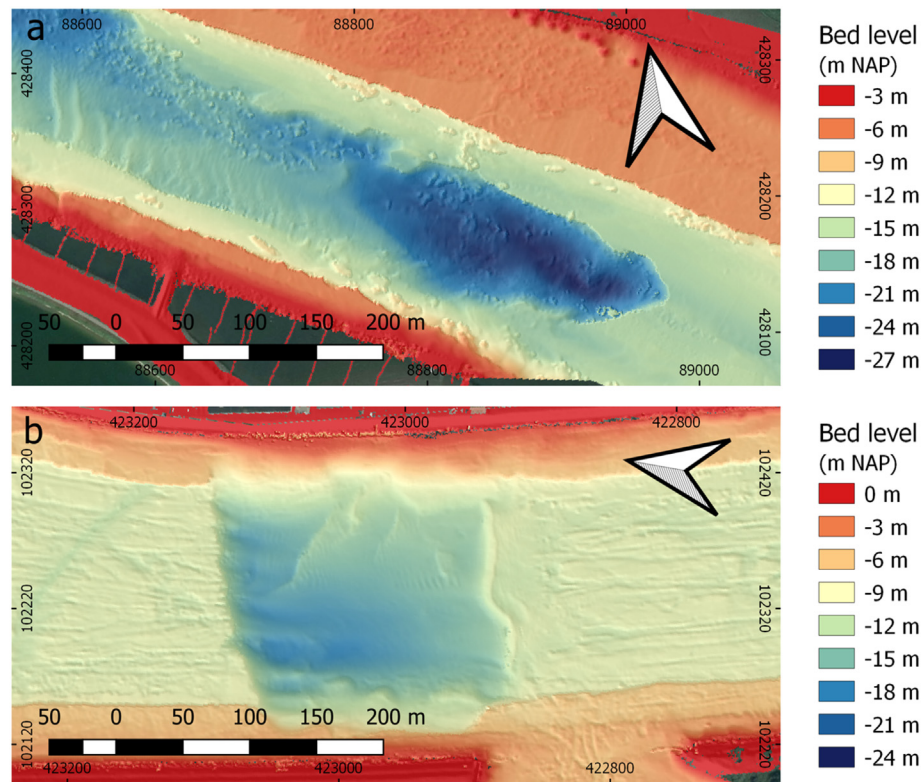 a
88600
88800
89000
428400
428300
428300
428200
428200
428100
50 0 50 100 150 200 m
88600
88800
89000
Bed level
(m NAP)
-3 m
-6 m
-9 m
-12 m
-15 m
-18 m
-21 m
-24 m
-27 m
b
423200
423000
422800
102320
102420
102220
102320
50 0 50 100 150 200 m
102120
102220
423200
423000
422800
Bed level
(m NAP)
0 m
-3 m
-6 m
-9 m
-12 m
-15 m
-18 m
-21 m
-24 m